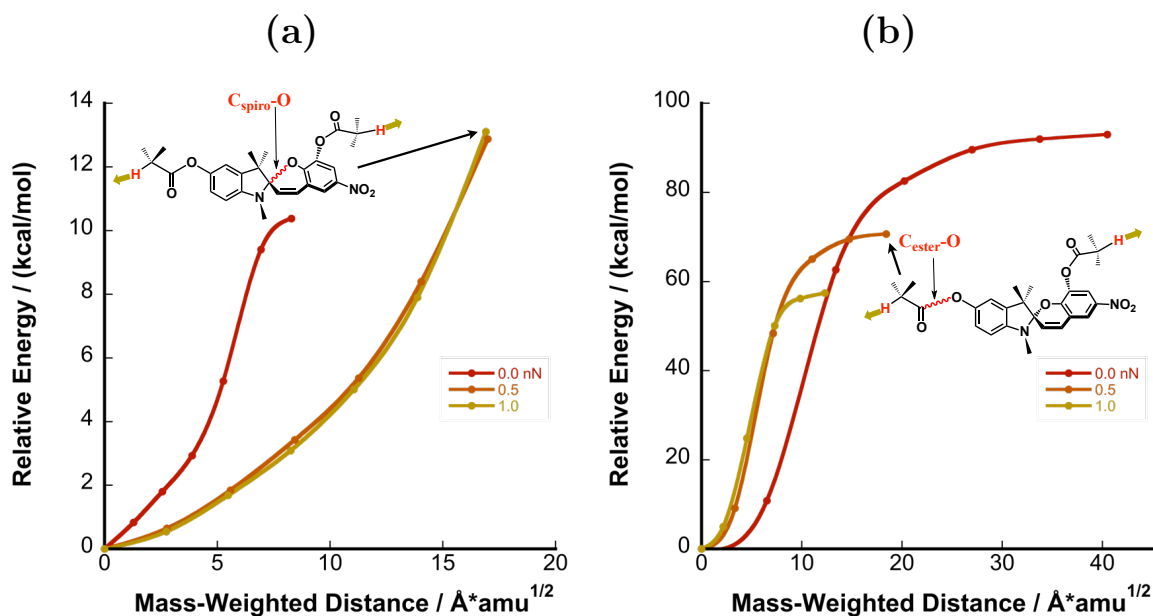 (a)
Relative Energy / (kcal/mol)
14
12
10
8
6
4
2
0
0
5
10
15
20
Mass-Weighted Distance / Å*amu1/2
Cspiro-O
O
H
O
O
H
O
O
N
NO2
0.0 nN
0.5
1.0
(b)
Relative Energy / (kcal/mol)
100
80
60
40
20
0
0
10
20
30
40
Mass-Weighted Distance / Å*amu1/2
Cester-O
O
H
O
H
O
O
O
N
NO2
0.0 nN
0.5
1.0